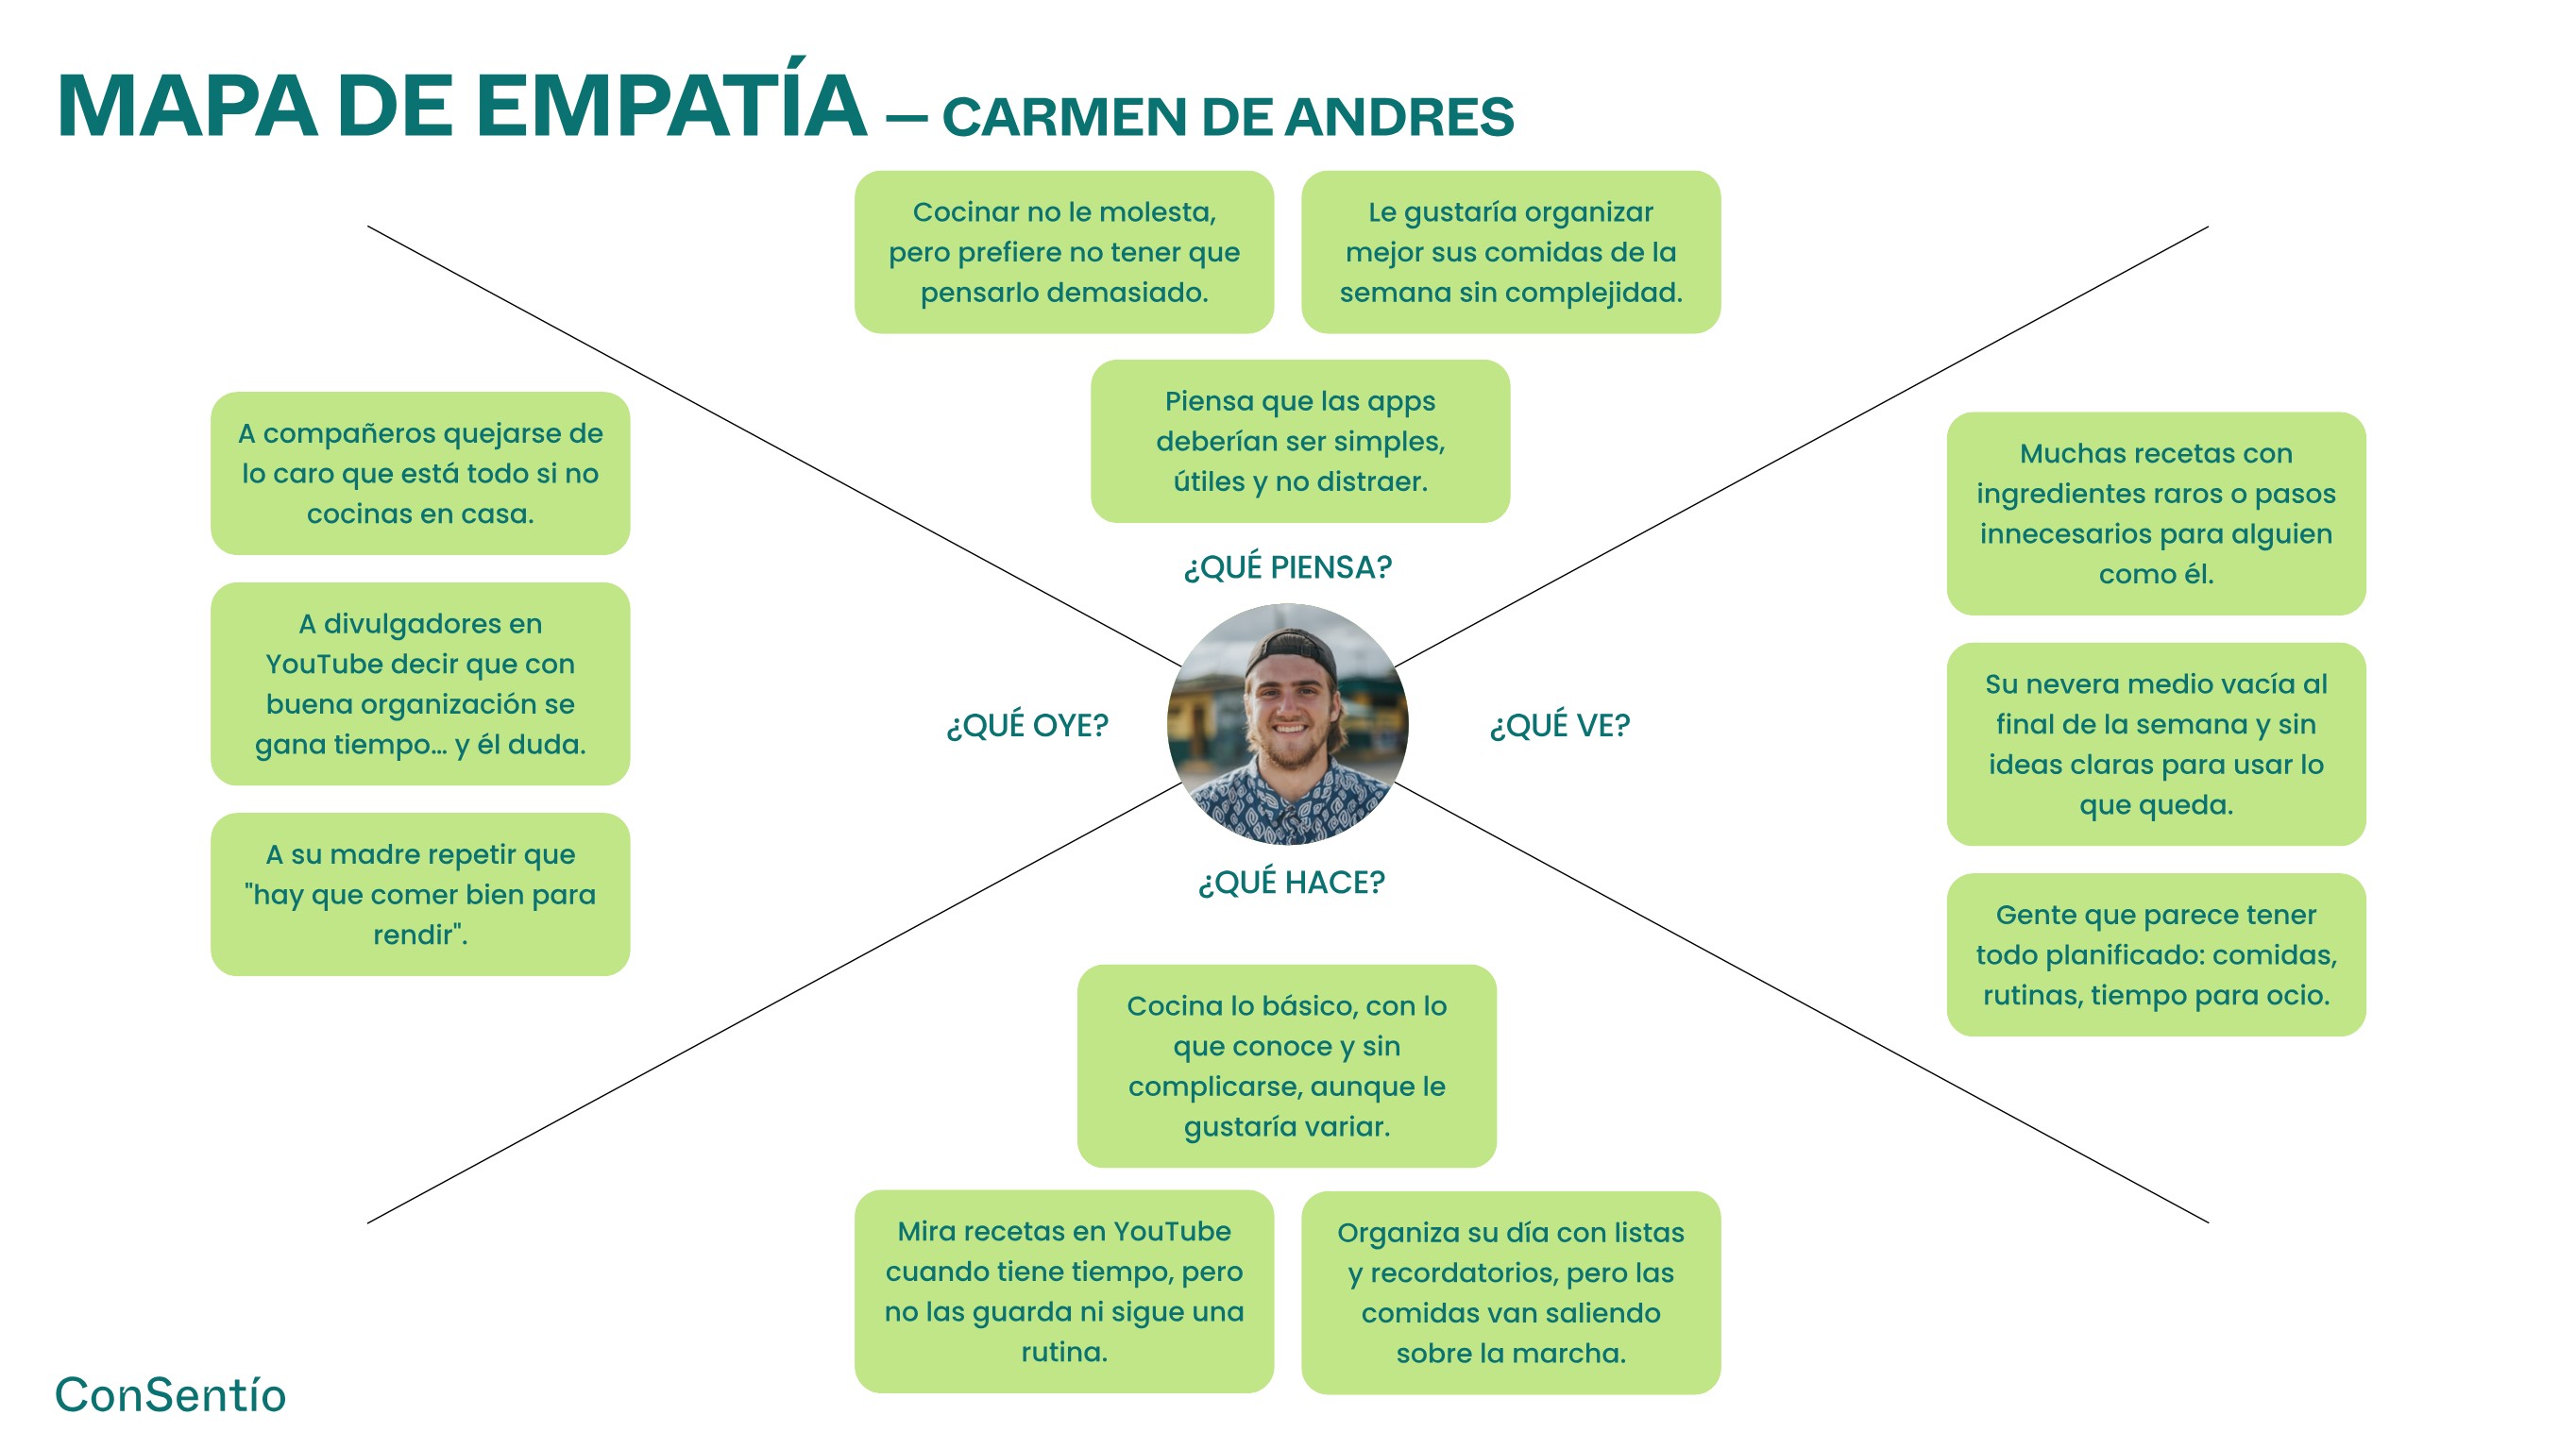 MAPA DE EMPATÍA – CARMEN DE ANDRES
Cocinar no le molesta,
pero prefiere no tener que
pensarlo demasiado.
Le gustaría organizar
mejor sus comidas de la
semana sin complejidad.
Piensa que las apps
deberían ser simples,
útiles y no distraer.
¿QUÉ PIENSA?
A compañeros quejarse de
lo caro que está todo si no
cocinas en casa.
A divulgadores en
YouTube decir que con
buena organización se
gana tiempo... y él duda.
A su madre repetir que
"hay que comer bien para
rendir".
¿QUÉ OYE?
¿QUÉ VE?
Muchas recetas con
ingredientes raros o pasos
innecesarios para alguien
como él.
Su nevera medio vacía al
final de la semana y sin
ideas claras para usar lo
que queda.
Gente que parece tener
todo planificado: comidas,
rutinas, tiempo para ocio.
¿QUÉ HACE?
Cocina lo básico, con lo
que conoce y sin
complicarse, aunque le
gustaría variar.
Mira recetas en YouTube
cuando tiene tiempo, pero
no las guarda ni sigue una
rutina.
Organiza su día con listas
y recordatorios, pero las
comidas van saliendo
sobre la marcha.
ConSentío